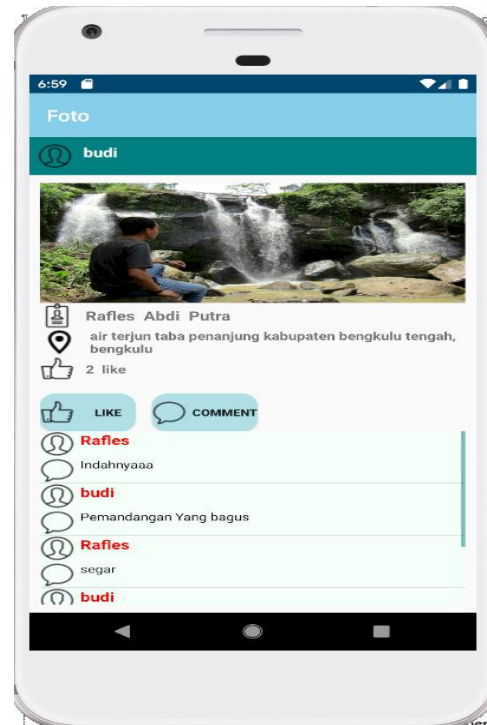 6:59
Foto
budi
Rafles Abdi Putra
air terjun taba penanjung kabupaten bengkulu tengah,
bengkulu
2 like
LIKE COMMENT
Rafles
Indahnyaaa
budi
Pemandangan Yang bagus
Rafles
segar
budi